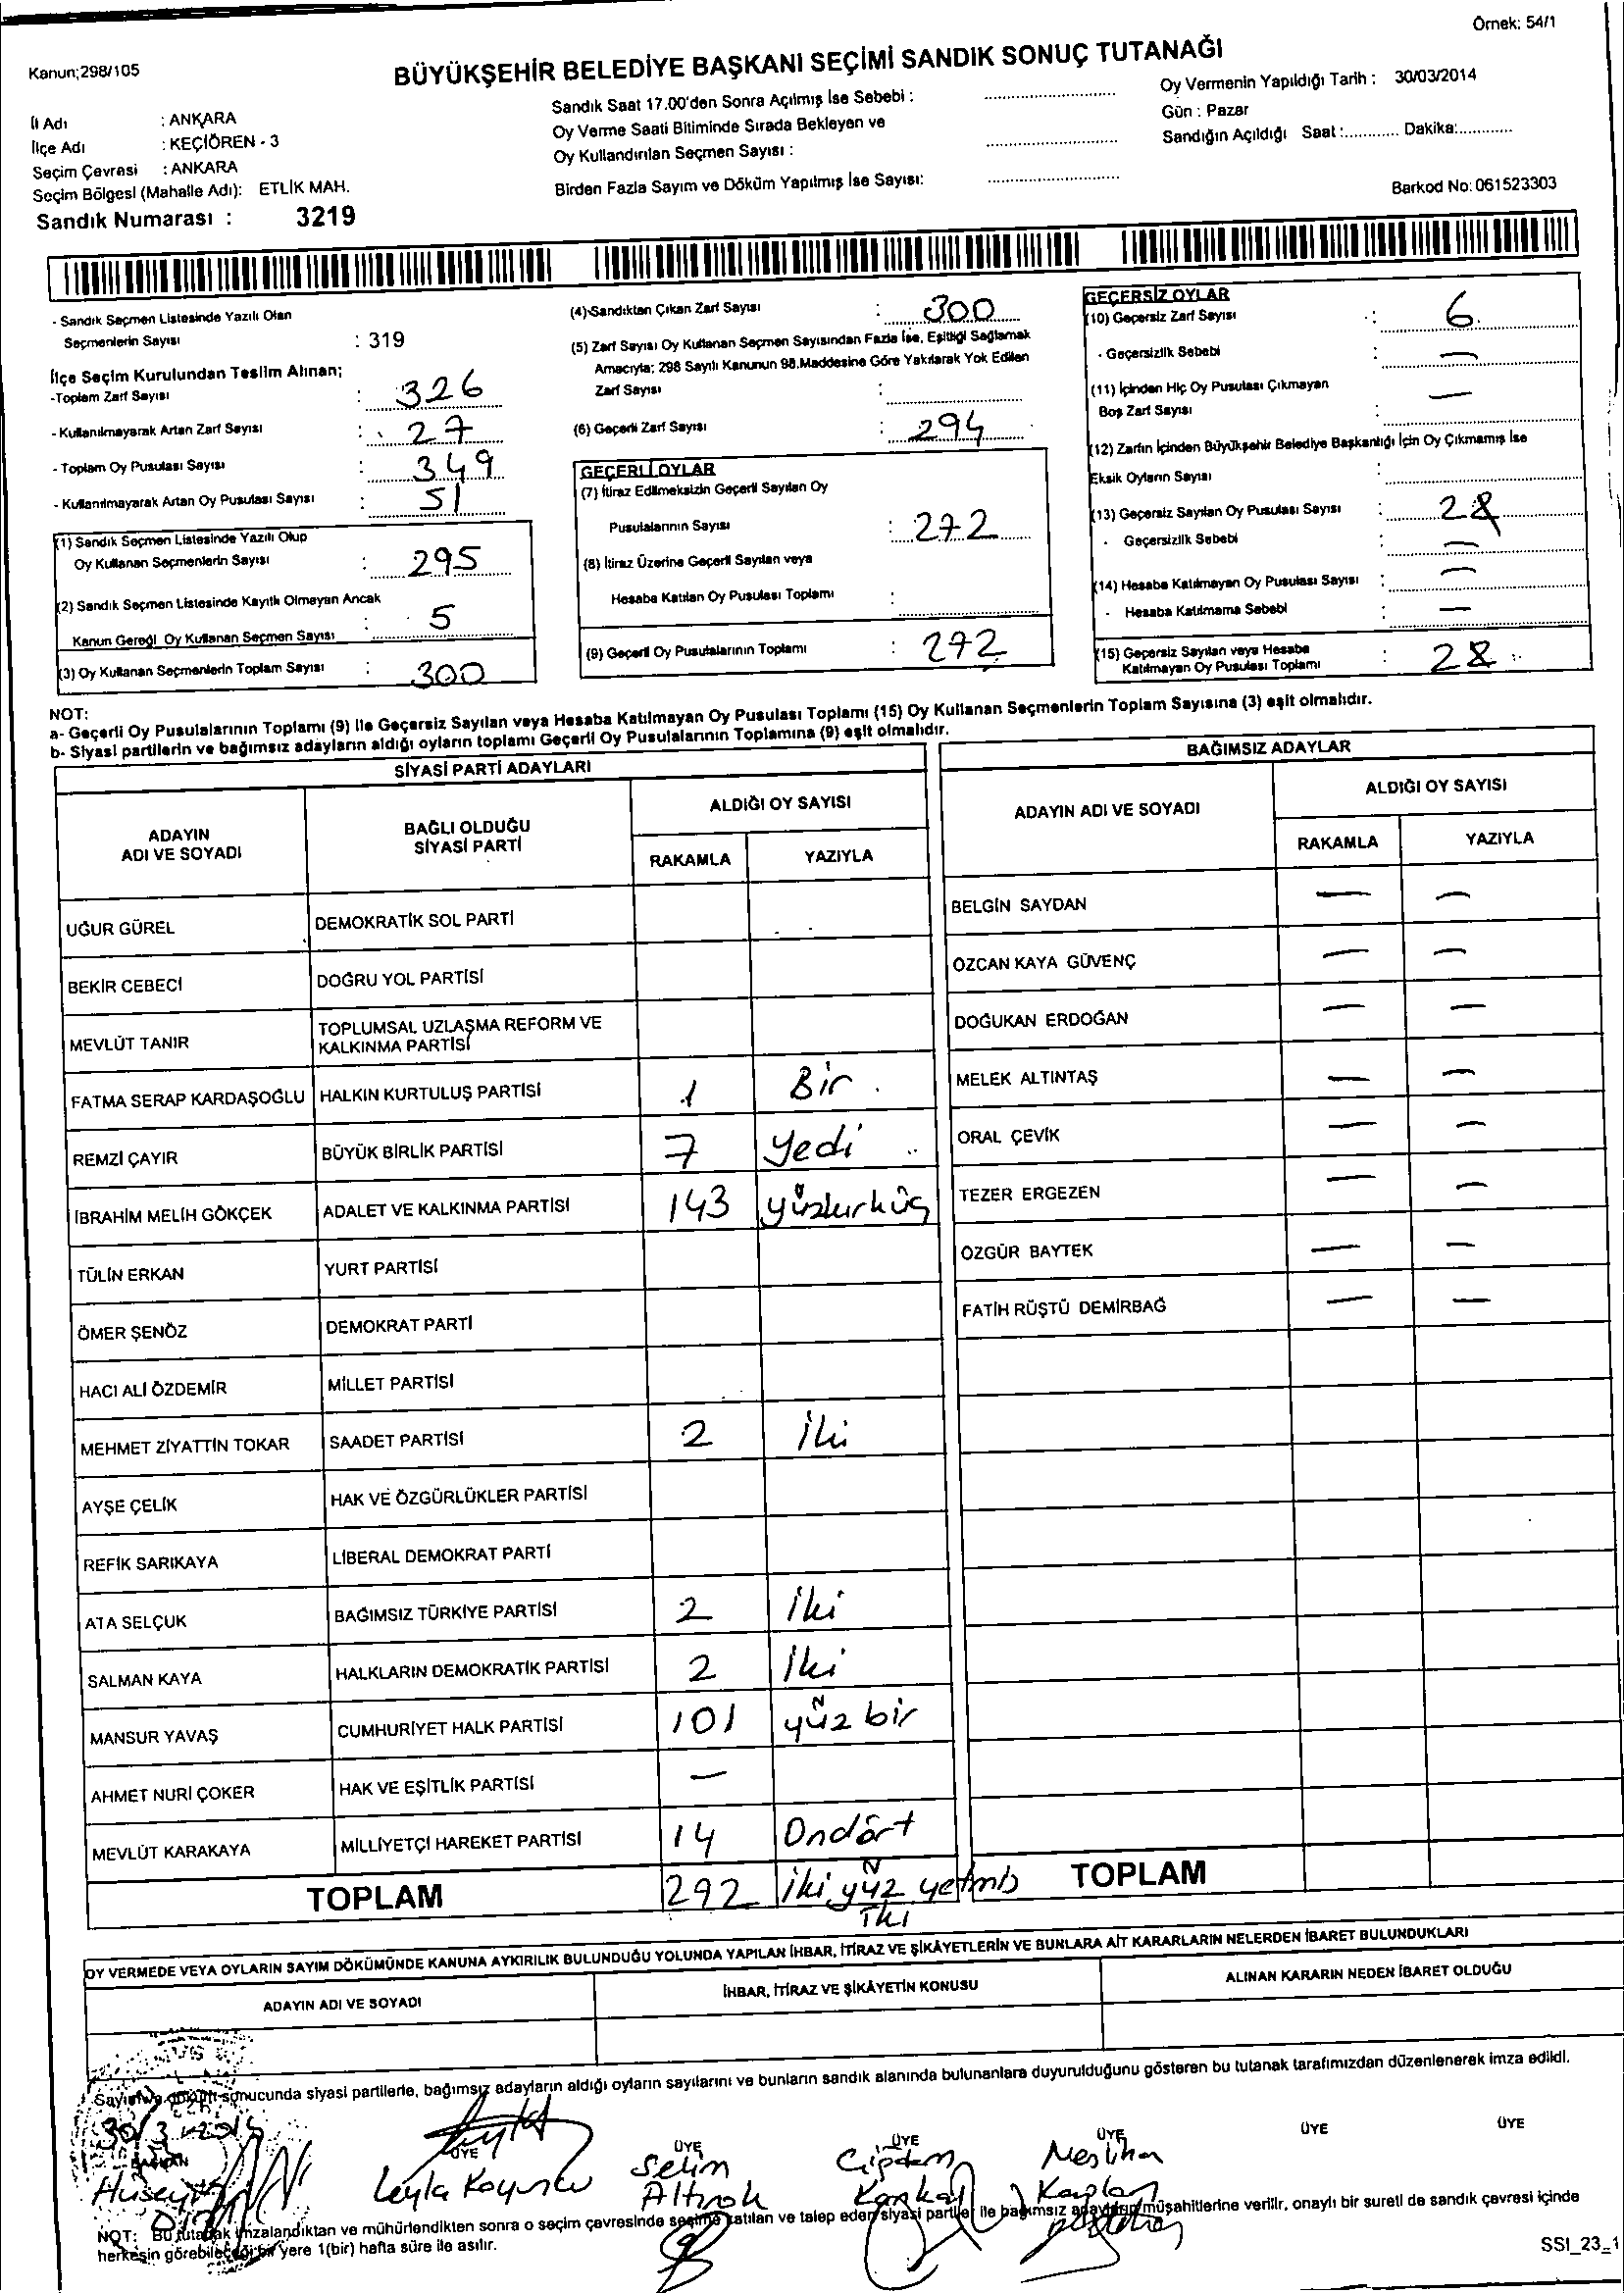 Örnek: 54/1
Kanun;298/105
BÜYÜKŞEHİR BELEDİYE BAŞKANI SEÇİMİ SANDIK SONUÇ TUTANAĞI
İl Adı : ANKARA
İlçe Adı : KEÇİÖREN - 3
Seçim Çevresi : ANKARA
Seçim Bölgesi (Mahalle Adı): ETLİK MAH.
Sandık Numarası : 3219
Sandık Saat 17.00'den Sonra Açılmış İse Sebebi :
Oy Verme Saati Bitiminde Sırada Bekleyen ve
Oy Kullandırılan Seçmen Sayısı :
Birden Fazla Sayım ve Döküm Yapılmış İse Sayısı:
Oy Vermenin Yapıldığı Tarih : 30/03/2014
Gün : Pazar
Sandığın Açıldığı Saat :............ Dakika:............
Barkod No: 061523303
- Sandık Seçmen Listesinde Yazılı Olan
Seçmenlerin Sayısı : 319
İlçe Seçim Kurulundan Teslim Alınan;
-Toplam Zarf Sayısı : 326
- Kullanılmayarak Artan Zarf Sayısı : 27
- Toplam Oy Pusulası Sayısı : 349
- Kullanılmayarak Artan Oy Pusulası Sayısı : 51
(1) Sandık Seçmen Listesinde Yazılı Olup
Oy Kullanan Seçmenlerin Sayısı : 295
(2) Sandık Seçmen Listesinde Kayıtlı Olmayan Ancak
Kanun Gereği Oy Kullanan Seçmen Sayısı : 5
(3) Oy Kullanan Seçmenlerin Toplam Sayısı : 300
(4)-Sandıktan Çıkan Zarf Sayısı : 300
(5) Zarf Sayısı Oy Kullanan Seçmen Sayısından Fazla İse, Eşitliği Sağlamak
Amacıyla; 298 Sayılı Kanunun 98.Maddesine Göre Yakılarak Yok Edilen
Zarf Sayısı :
(6) Geçerli Zarf Sayısı : 294
GEÇERLİ OYLAR
(7) İtiraz Edilmeksizin Geçerli Sayılan Oy
Pusulalarının Sayısı : 272
(8) İtiraz Üzerine Geçerli Sayılan veya
Hesaba Katılan Oy Pusulası Toplamı :
(9) Geçerli Oy Pusulalarının Toplamı : 272
GEÇERSİZ OYLAR
(10) Geçersiz Zarf Sayısı : 6
- Geçersizlik Sebebi : —
(11) İçinden Hiç Oy Pusulası Çıkmayan —
Boş Zarf Sayısı :
(12) Zarfın İçinden Büyükşehir Belediye Başkanlığı İçin Oy Çıkmamış İse
Eksik Oyların Sayısı :
(13) Geçersiz Sayılan Oy Pusulası Sayısı : 28
- Geçersizlik Sebebi : —
(14) Hesaba Katılmayan Oy Pusulası Sayısı : —
- Hesaba Katılmama Sebebi : —
(15) Geçersiz Sayılan veya Hesaba
Katılmayan Oy Pusulası Toplamı : 28
NOT:
a- Geçerli Oy Pusulalarının Toplamı (9) ile Geçersiz Sayılan veya Hesaba Katılmayan Oy Pusulası Toplamı (15) Oy Kullanan Seçmenlerin Toplam Sayısına (3) eşit olmalıdır.
b- Siyasi partilerin ve bağımsız adayların aldığı oyların toplamı Geçerli Oy Pusulalarının Toplamına (9) eşit olmalıdır.
SİYASİ PARTİ ADAYLARI
ADAYIN
ADI VE SOYADI
BAĞLI OLDUĞU
SİYASİ PARTİ
ALDIĞI OY SAYISI
RAKAMLA YAZIYLA
UĞUR GÜREL DEMOKRATİK SOL PARTİ
BEKİR CEBECİ DOĞRU YOL PARTİSİ
MEVLÜT TANIR TOPLUMSAL UZLAŞMA REFORM VE
KALKINMA PARTİSİ
FATMA SERAP KARDAŞOĞLU HALKIN KURTULUŞ PARTİSİ 1 Bir
REMZİ ÇAYIR BÜYÜK BİRLİK PARTİSİ 7 Yedi
İBRAHİM MELİH GÖKÇEK ADALET VE KALKINMA PARTİSİ 143 yüzkırküç
TÜLİN ERKAN YURT PARTİSİ
ÖMER ŞENÖZ DEMOKRAT PARTİ
HACI ALİ ÖZDEMİR MİLLET PARTİSİ
MEHMET ZİYATTİN TOKAR SAADET PARTİSİ 2 İki
AYŞE ÇELİK HAK VE ÖZGÜRLÜKLER PARTİSİ
REFİK SARIKAYA LİBERAL DEMOKRAT PARTİ
ATA SELÇUK BAĞIMSIZ TÜRKİYE PARTİSİ 2 İki
SALMAN KAYA HALKLARIN DEMOKRATİK PARTİSİ 2 İki
MANSUR YAVAŞ CUMHURİYET HALK PARTİSİ 101 yüz bir
AHMET NURİ ÇOKER HAK VE EŞİTLİK PARTİSİ —
MEVLÜT KARAKAYA MİLLİYETÇİ HAREKET PARTİSİ 14 Ondört
TOPLAM 292 İki yüz yetmiş
İki
BAĞIMSIZ ADAYLAR
ADAYIN ADI VE SOYADI
ALDIĞI OY SAYISI
RAKAMLA YAZIYLA
BELGİN SAYDAN — —
ÖZCAN KAYA GÜVENÇ — —
DOĞUKAN ERDOĞAN — —
MELEK ALTINTAŞ — —
ORAL ÇEVİK — —
TEZER ERGEZEN — —
ÖZGÜR BAYTEK — —
FATİH RÜŞTÜ DEMİRBAĞ — —
TOPLAM
OY VERMEDE VEYA OYLARIN SAYIM DÖKÜMÜNDE KANUNA AYKIRILIK BULUNDUĞU YOLUNDA YAPILAN İHBAR, İTİRAZ VE ŞİKÂYETLERİN VE BUNLARA AİT KARARLARIN NELERDEN İBARET BULUNDUKLARI
ADAYIN ADI VE SOYADI İHBAR, İTİRAZ VE ŞİKÂYETİN KONUSU ALINAN KARARIN NEDEN İBARET OLDUĞU
Sayım ve döküm sonucunda siyasi partilerle, bağımsız adayların aldığı oyların sayılarını ve bunların sandık alanında bulunanlara duyurulduğunu gösteren bu tutanak tarafımızdan düzenlenerek imza edildi.
30/3/2014
BAŞKAN ÜYE ÜYE ÜYE ÜYE ÜYE ÜYE
Hüseyin Leyla Koyuncu Selim Çiğdem Neslihan
Altınok Kaplan
NOT: Bu tutanak imzalandıktan ve mühürlendikten sonra o seçim çevresinde seçime katılan ve talep eden siyasi partiler ile bağımsız adayların müşahitlerine verilir, onaylı bir sureti de sandık çevresi içinde
herkesin görebileceği bir yere 1(bir) hafta süre ile asılır.
SSI_23_1